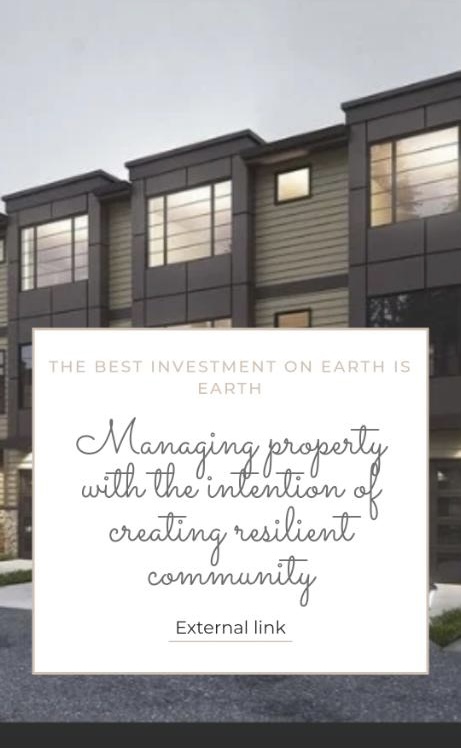 THE BEST INVESTMENT ON EARTH IS
EARTH
Managing property
with the intention of
creating resilient
community
External link